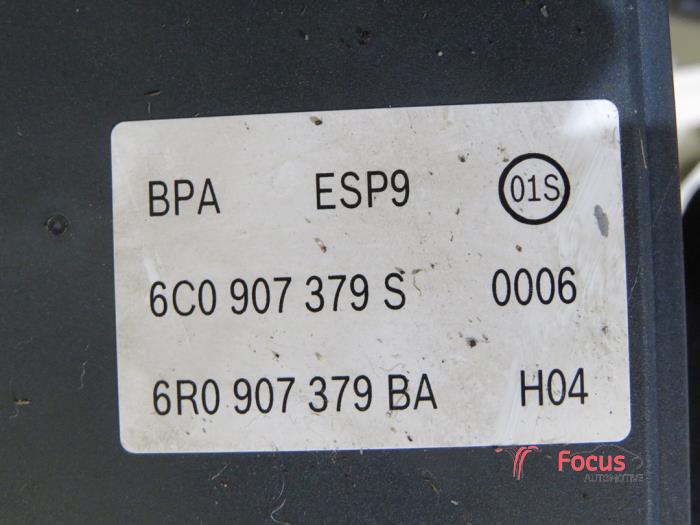 BPA ESP9 01S
6C0 907 379 S 0006
6R0 907 379 BA H04
Focus
AUTOMOTIVE